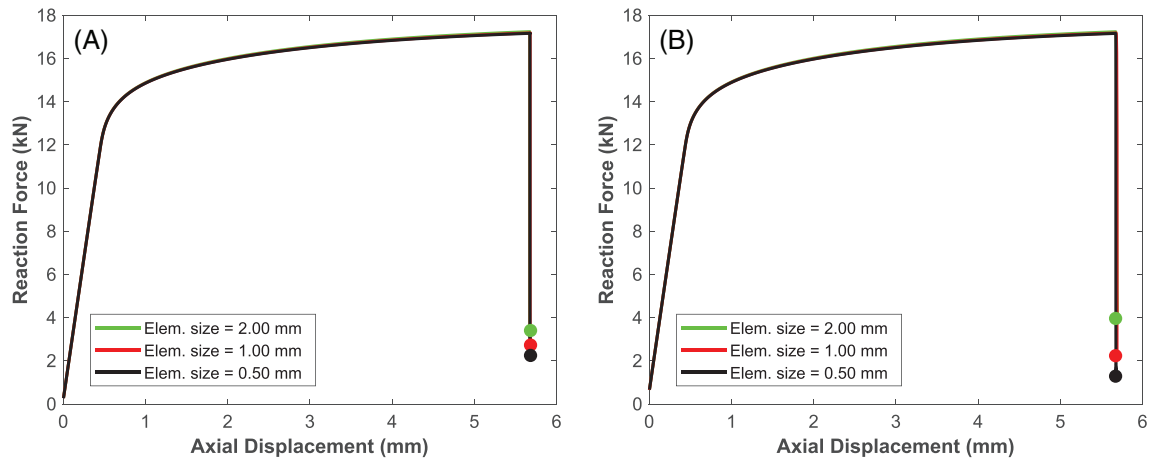 (A)
Reaction Force (kN)
18
16
14
12
10
8
6
4
2
0
0 1 2 3 4 5 6
Axial Displacement (mm)
Elem. size = 2.00 mm
Elem. size = 1.00 mm
Elem. size = 0.50 mm
(B)
Reaction Force (kN)
18
16
14
12
10
8
6
4
2
0
0 1 2 3 4 5 6
Axial Displacement (mm)
Elem. size = 2.00 mm
Elem. size = 1.00 mm
Elem. size = 0.50 mm